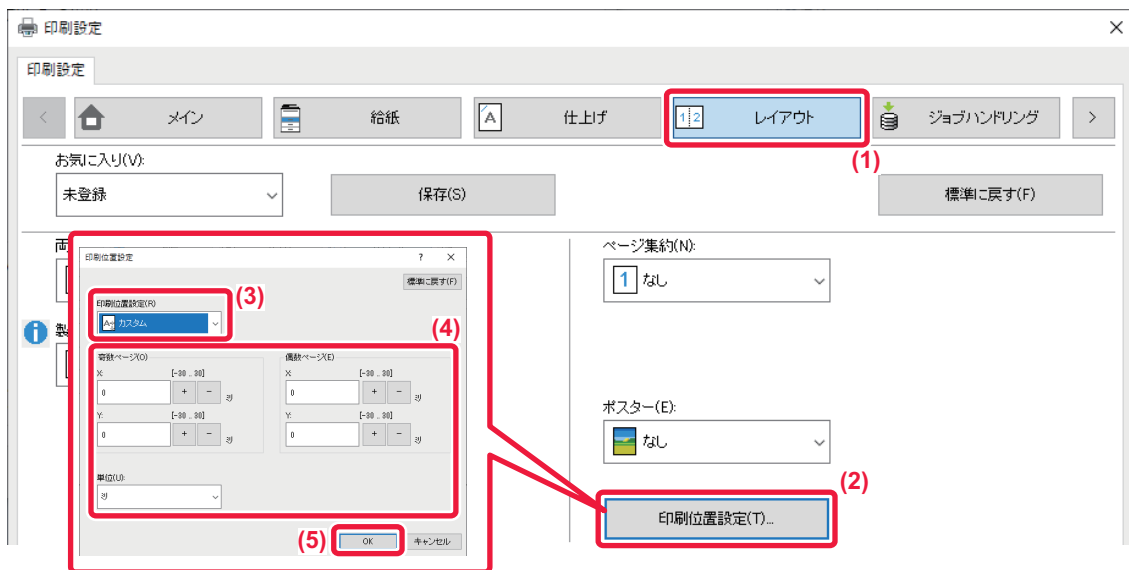 印刷設定
印刷設定
メイン
給紙
仕上げ
レイアウト
ジョブハンドリング
(1)
お気に入り(V):
未登録
保存(S)
標準に戻す(F)
両
製
印刷位置設定
?
標準に戻す(F)
印刷位置設定(R)
カスタム
(3)
(4)
奇数ページ(O)
偶数ページ(E)
X:
[-30 .. 30]
X:
[-30 .. 30]
0
+
-
ミリ
0
+
-
ミリ
Y:
[-30 .. 30]
Y:
[-30 .. 30]
0
+
-
ミリ
0
+
-
ミリ
単位(U):
ミリ
(5)
OK
キャンセル
ページ集約(N):
1
なし
ポスター(E):
なし
(2)
印刷位置設定(T)...